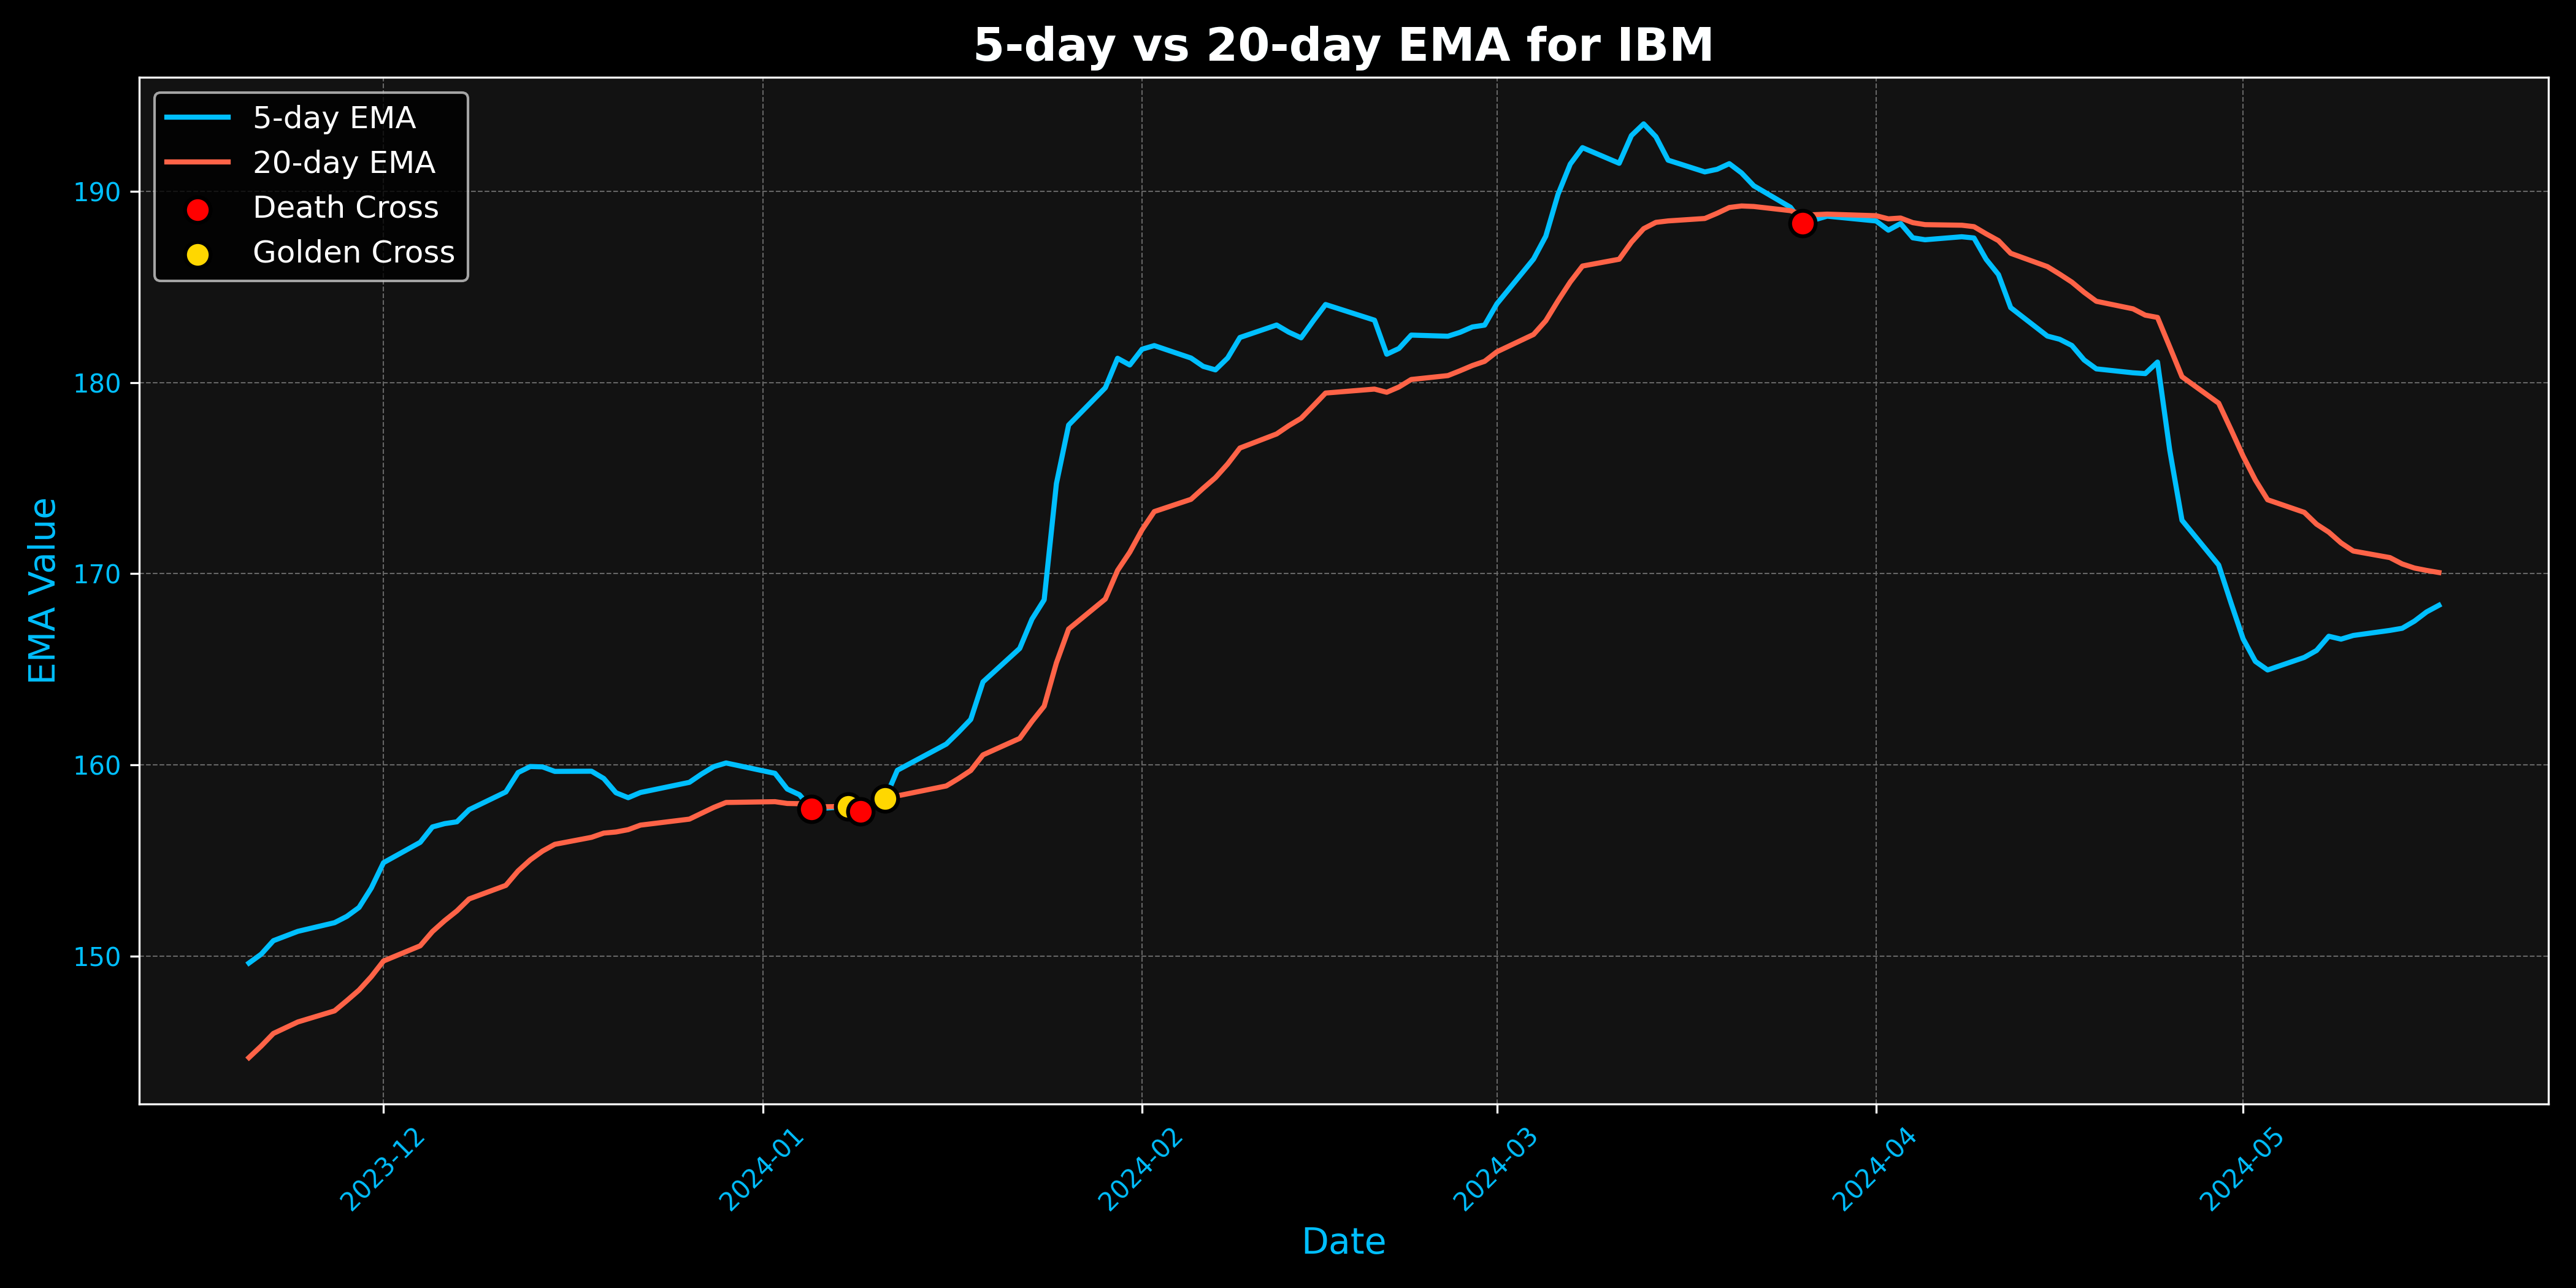 5-day vs 20-day EMA for IBM
5-day EMA
20-day EMA
Death Cross
Golden Cross
EMA Value
190
180
170
160
150
2023-12
2024-01
2024-02
2024-03
2024-04
2024-05
Date